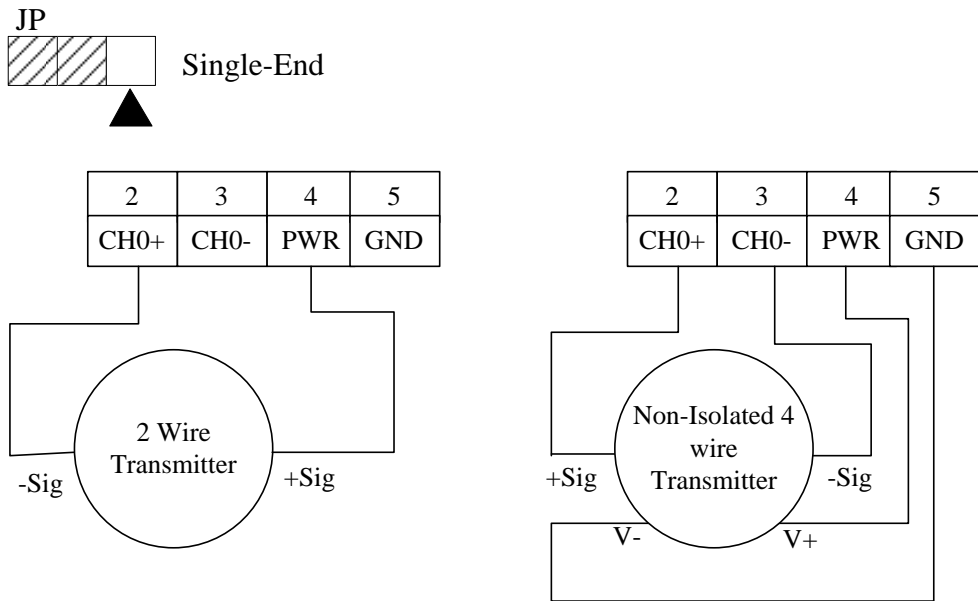 JP
Single-End
2 3 4 5
CH0+ CH0- PWR GND
2 Wire
Transmitter
-Sig
+Sig
2 3 4 5
CH0+ CH0- PWR GND
Non-Isolated 4
wire
Transmitter
+Sig
-Sig
V-
V+